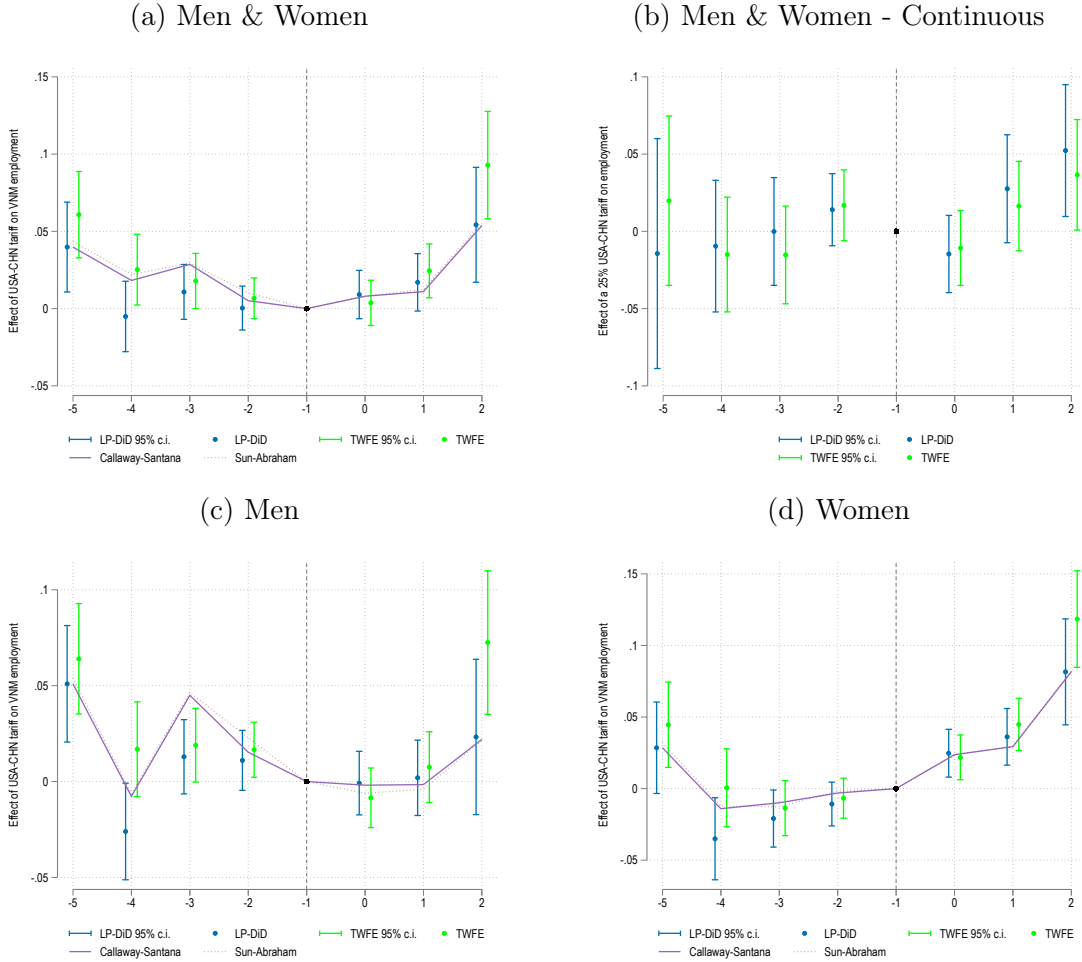 (a) Men & Women
Effect of USA-CHN tariff on VNM employment
.15
.1
.05
0
-.05
-5 -4 -3 -2 -1 0 1 2
LP-DiD 95% c.i. LP-DiD TWFE 95% c.i. TWFE
Callaway-Santana Sun-Abraham
(b) Men & Women - Continuous
Effect of a 25% USA-CHN tariff on employment
.1
.05
0
-.05
-.1
-5 -4 -3 -2 -1 0 1 2
LP-DiD 95% c.i. LP-DiD
TWFE 95% c.i. TWFE
(c) Men
Effect of USA-CHN tariff on VNM employment
.1
.05
0
-.05
-5 -4 -3 -2 -1 0 1 2
LP-DiD 95% c.i. LP-DiD TWFE 95% c.i. TWFE
Callaway-Santana Sun-Abraham
(d) Women
Effect of USA-CHN tariff on VNM employment
.15
.1
.05
0
-.05
-5 -4 -3 -2 -1 0 1 2
LP-DiD 95% c.i. LP-DiD TWFE 95% c.i. TWFE
Callaway-Santana Sun-Abraham